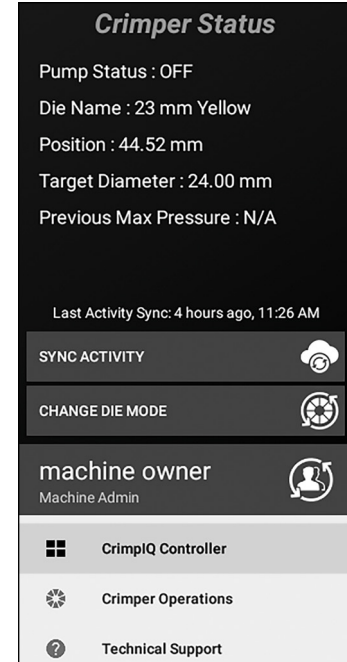 Crimper Status
Pump Status : OFF
Die Name : 23 mm Yellow
Position : 44.52 mm
Target Diameter : 24.00 mm
Previous Max Pressure : N/A
Last Activity Sync: 4 hours ago, 11:26 AM
SYNC ACTIVITY
CHANGE DIE MODE
machine owner
Machine Admin
CrimpIQ Controller
Crimper Operations
Technical Support